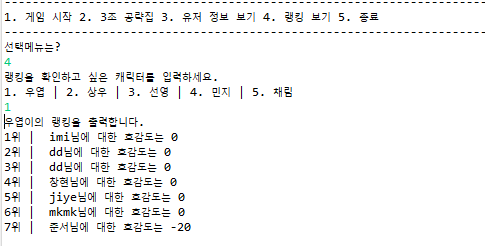 --------------------------------------------------------------------
1. 게임 시작 2. 3조 공략집 3. 유저 정보 보기 4. 랭킹 보기 5. 종료
--------------------------------------------------------------------
선택메뉴는?
4
랭킹을 확인하고 싶은 캐릭터를 입력하세요.
1. 우엽 | 2. 상우 | 3. 선영 | 4. 민지 | 5. 채림
1
우엽이의 랭킹을 출력합니다.
1위 |  imi님에 대한 호감도는 0
2위 |  dd님에 대한 호감도는 0
3위 |  dd님에 대한 호감도는 0
4위 |  창현님에 대한 호감도는 0
5위 |  jiye님에 대한 호감도는 0
6위 |  mkmk님에 대한 호감도는 0
7위 |  준서님에 대한 호감도는 -20